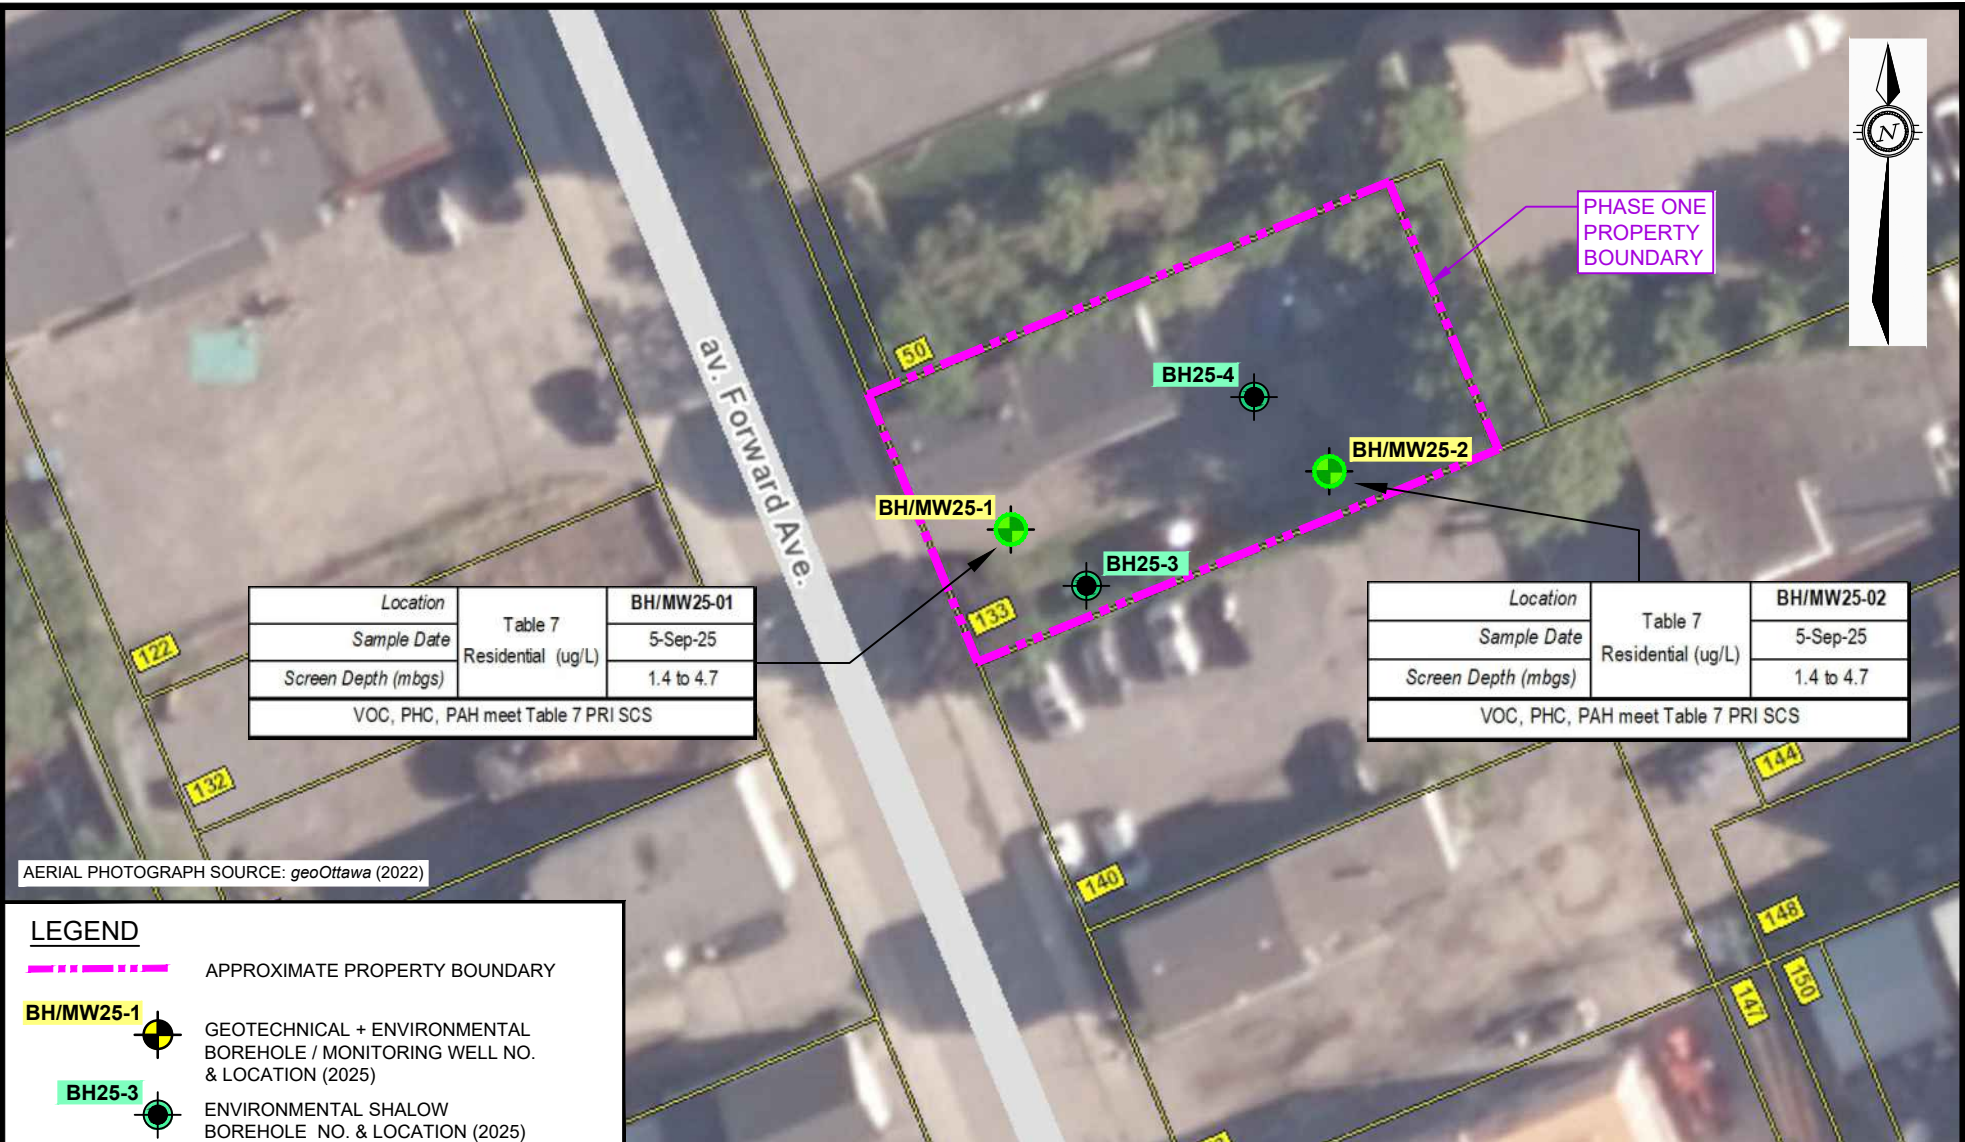 N
PHASE ONE
PROPERTY
BOUNDARY
50
av. Forward Ave.
BH25-4
BH/MW25-2
BH/MW25-1
BH25-3
133
Location
Table 7
Residential (ug/L)
BH/MW25-01
Sample Date
5-Sep-25
Screen Depth (mbgs)
1.4 to 4.7
VOC, PHC, PAH meet Table 7 PRI SCS
Location
Table 7
Residential (ug/L)
BH/MW25-02
Sample Date
5-Sep-25
Screen Depth (mbgs)
1.4 to 4.7
VOC, PHC, PAH meet Table 7 PRI SCS
122
132
144
140
148
150
147
AERIAL PHOTOGRAPH SOURCE: geoOttawa (2022)
LEGEND
APPROXIMATE PROPERTY BOUNDARY
BH/MW25-1
GEOTECHNICAL + ENVIRONMENTAL
BOREHOLE / MONITORING WELL NO.
& LOCATION (2025)
BH25-3
ENVIRONMENTAL SHALOW
BOREHOLE NO. & LOCATION (2025)